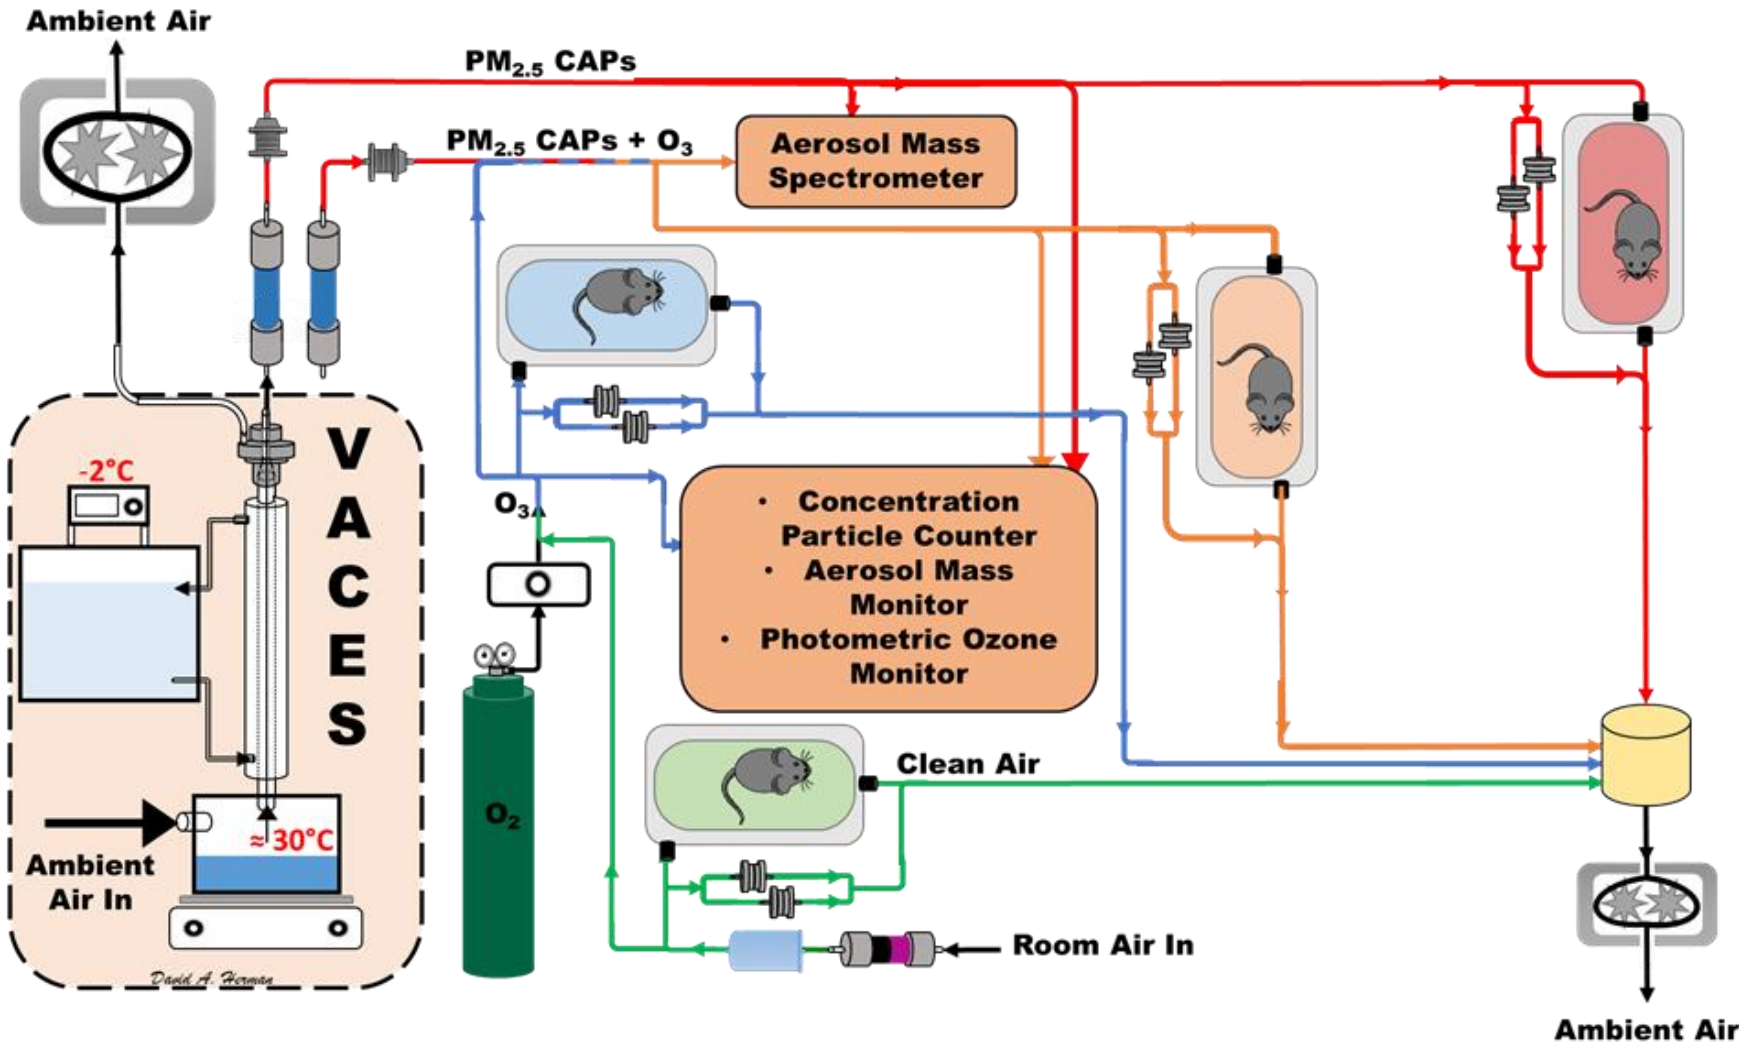 Ambient Air
PM2.5 CAPs
PM2.5 CAPs + O3
Aerosol Mass
Spectrometer
-2°C
V
A
C
E
S
≈ 30°C
Ambient
Air In
David A. Herman
O3
O2
• Concentration
Particle Counter
• Aerosol Mass
Monitor
• Photometric Ozone
Monitor
Clean Air
Room Air In
Ambient Air